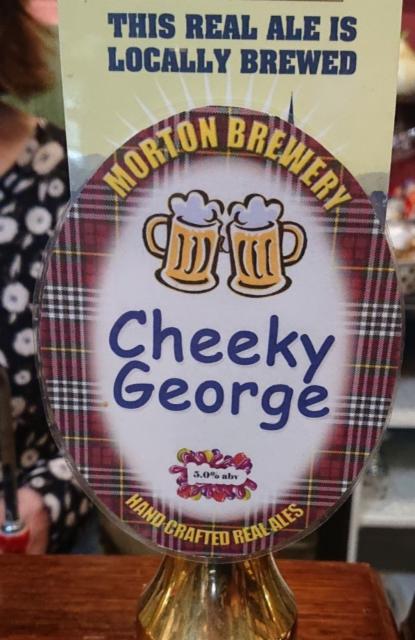 THIS REAL ALE IS
LOCALLY BREWED
MORTON BREWERY
Cheeky
George
5.0% abv
HAND CRAFTED REAL ALES